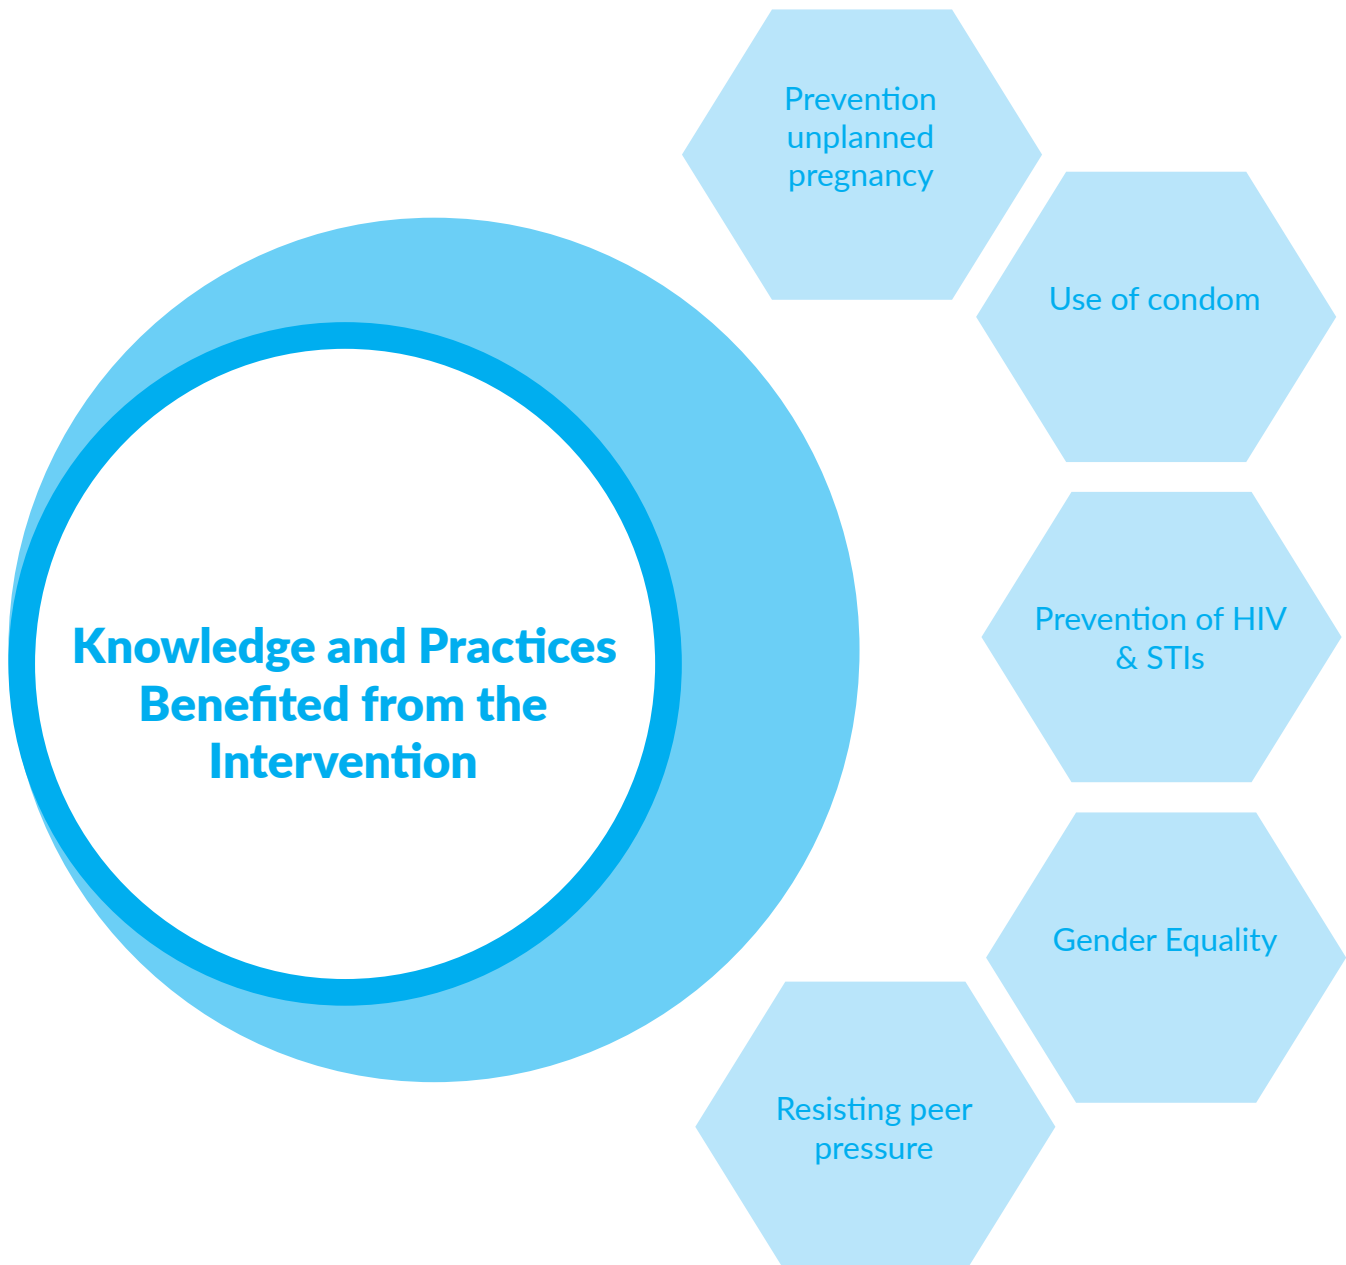 Knowledge and Practices
Benefited from the
Intervention
Prevention
unplanned
pregnancy
Use of condom
Prevention of HIV
& STIs
Gender Equality
Resisting peer
pressure